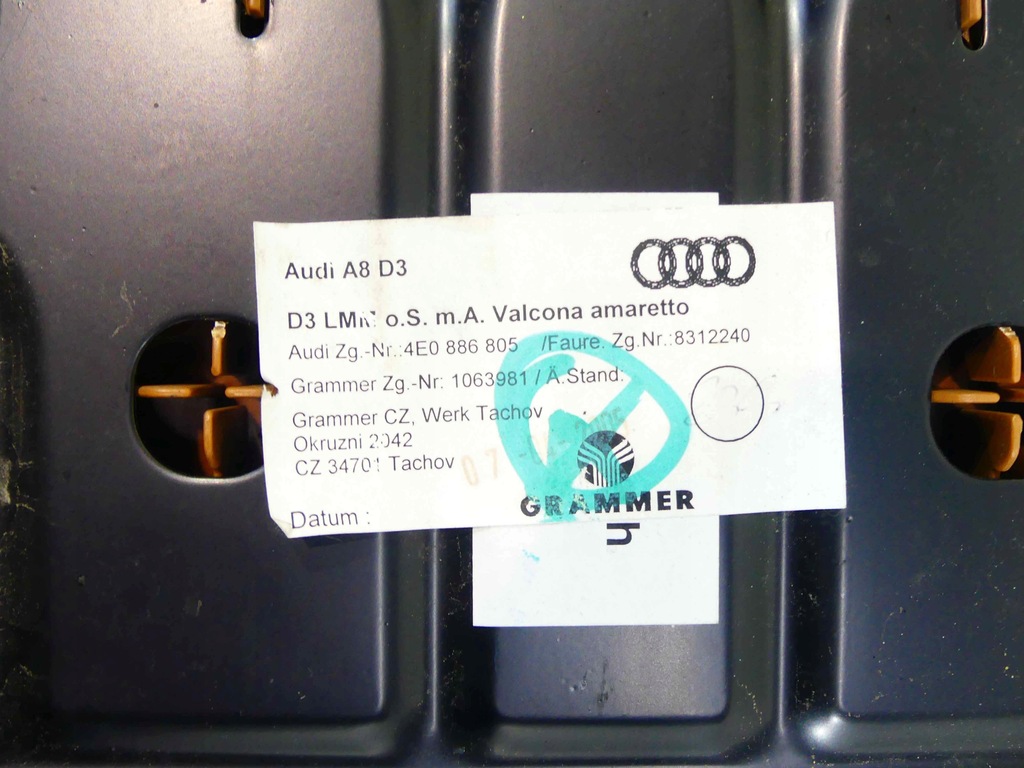 Audi A8 D3
D3 o.S. m.A. Valcona amaretto
Audi Zg.-Nr.:4E0 886 805 /Faure. Zg.Nr.:8312240
Grammer Zg.-Nr: 1063981 / Ä.Stand:
Grammer CZ, Werk Tachov
Okruzni 2042
CZ 34701 Tachov
GRAMMER
Datum :
h